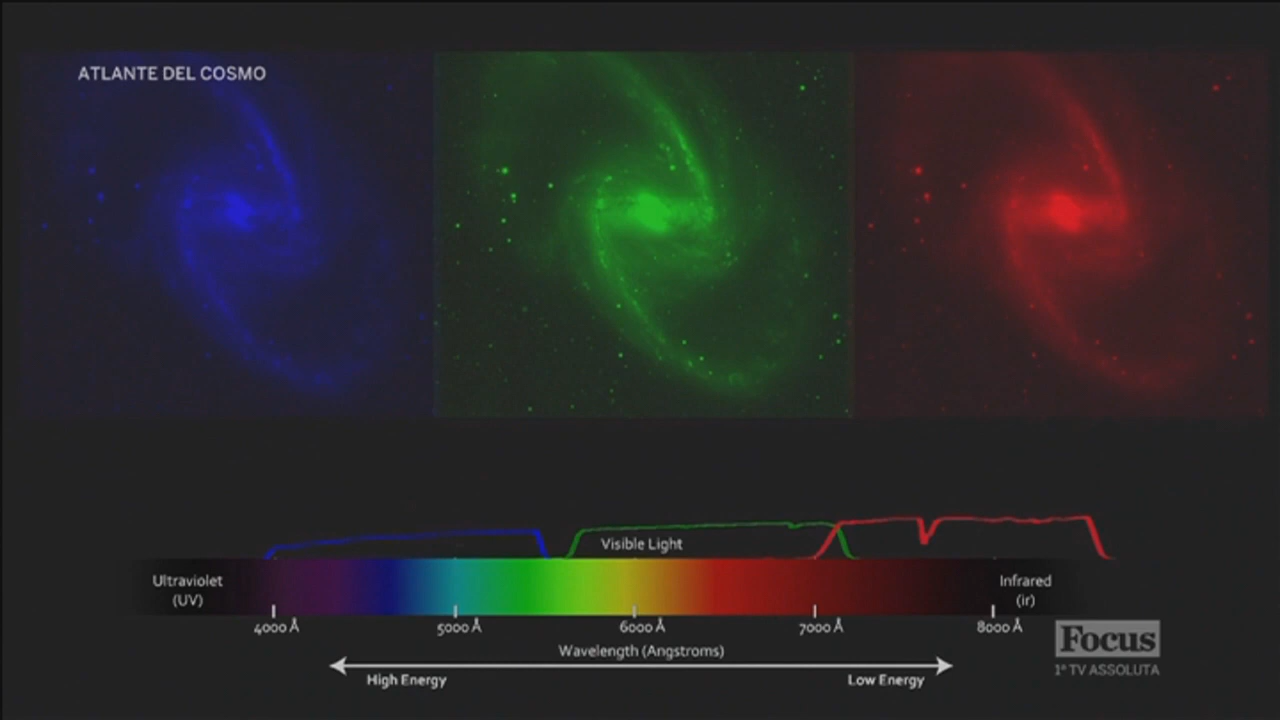 ATLANTE DEL COSMO
Visible Light
Ultraviolet
(UV)
Infrared
(ir)
4000 Å
5000 Å
6000 Å
7000 Å
8000 Å
Wavelength (Angstroms)
High Energy
Low Energy
Focus
1ª TV ASSOLUTA